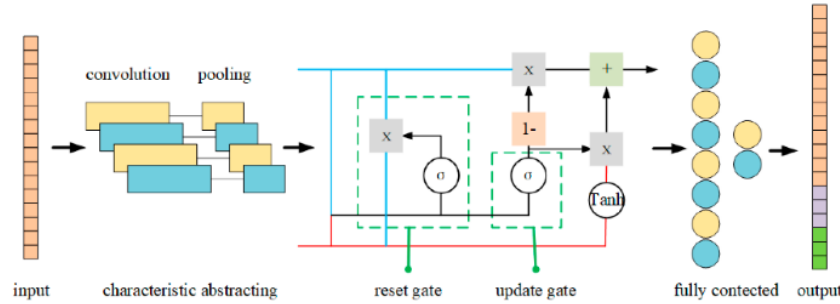 convolution pooling
x +
1-
x x
σ σ
Tanh
input characteristic abstracting reset gate update gate fully contected output